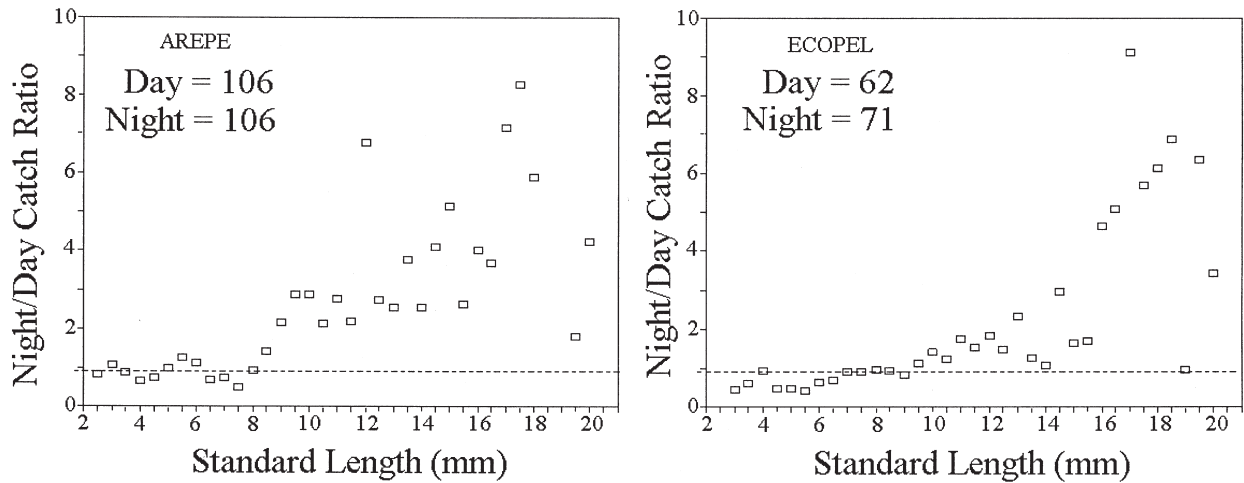 AREPE
Day = 106
Night = 106
Night/Day Catch Ratio
10
8
6
4
2
0
2 4 6 8 10 12 14 16 18 20
Standard Length (mm)
ECOPEL
Day = 62
Night = 71
Night/Day Catch Ratio
10
8
6
4
2
0
2 4 6 8 10 12 14 16 18 20
Standard Length (mm)